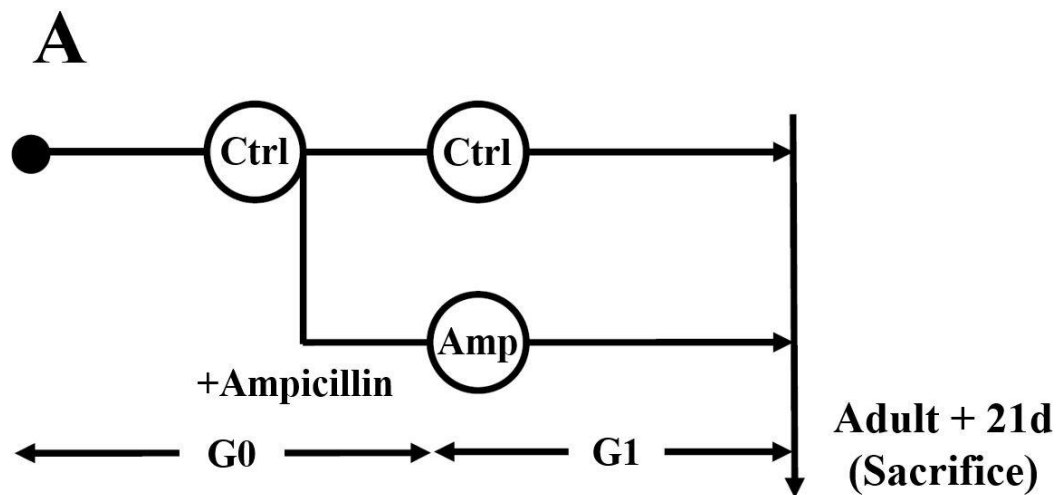 A
Ctrl
Ctrl
Amp
+Ampicillin
G0
G1
Adult + 21d
(Sacrifice)